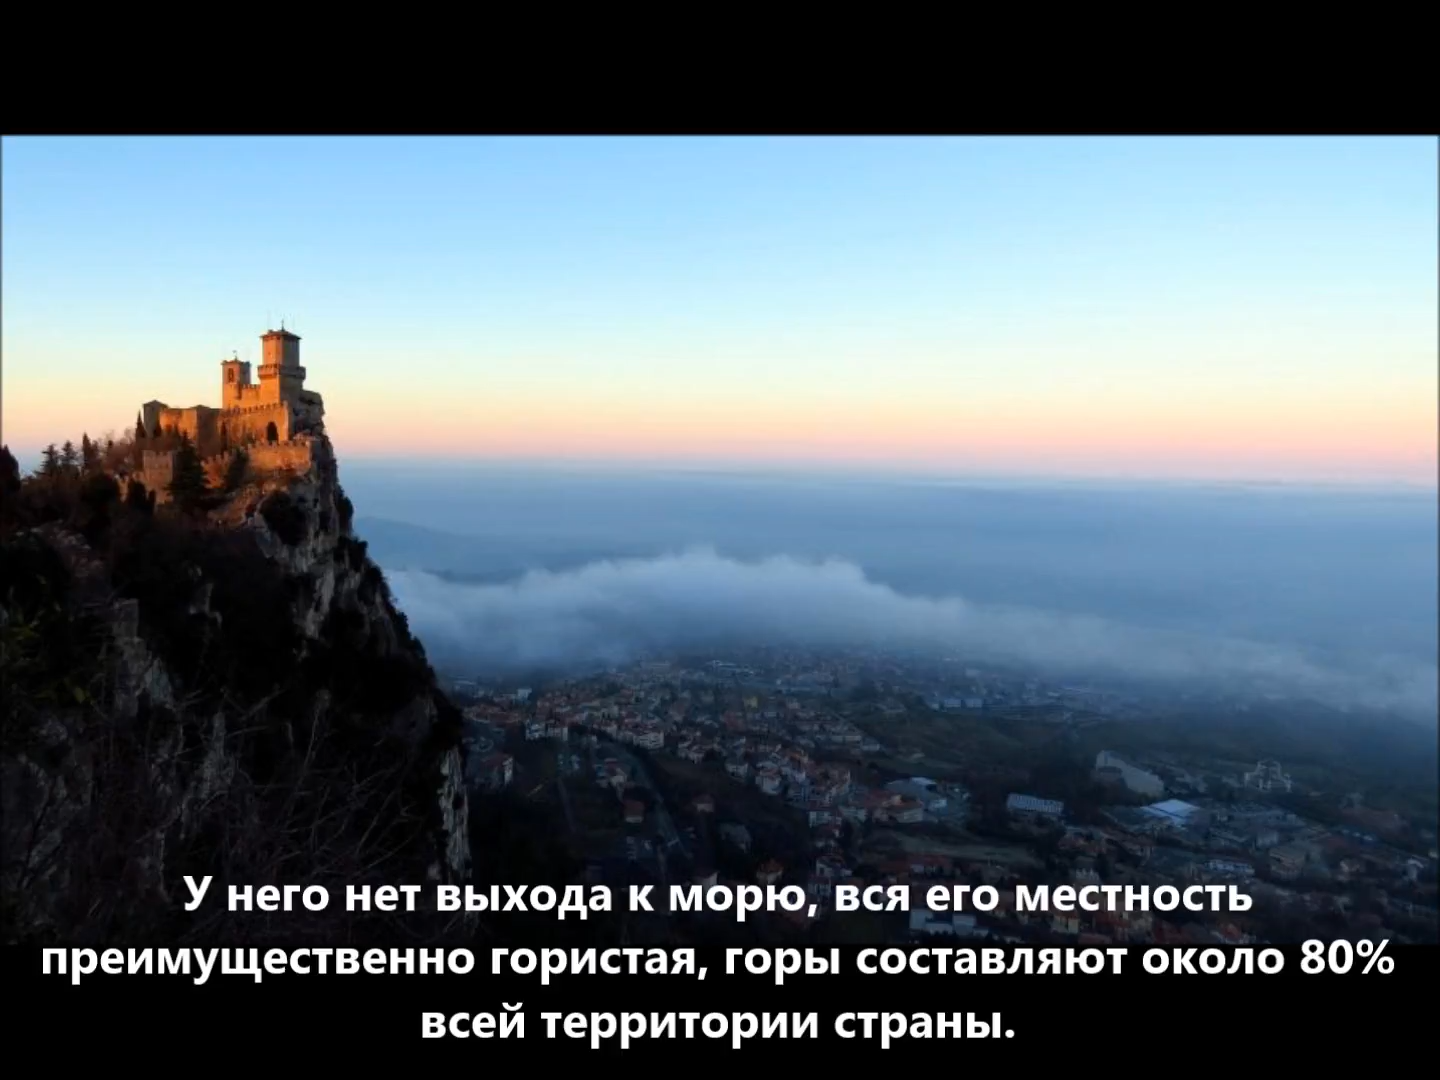 У него нет выхода к морю, вся его местность
преимущественно гористая, горы составляют около 80%
всей территории страны.